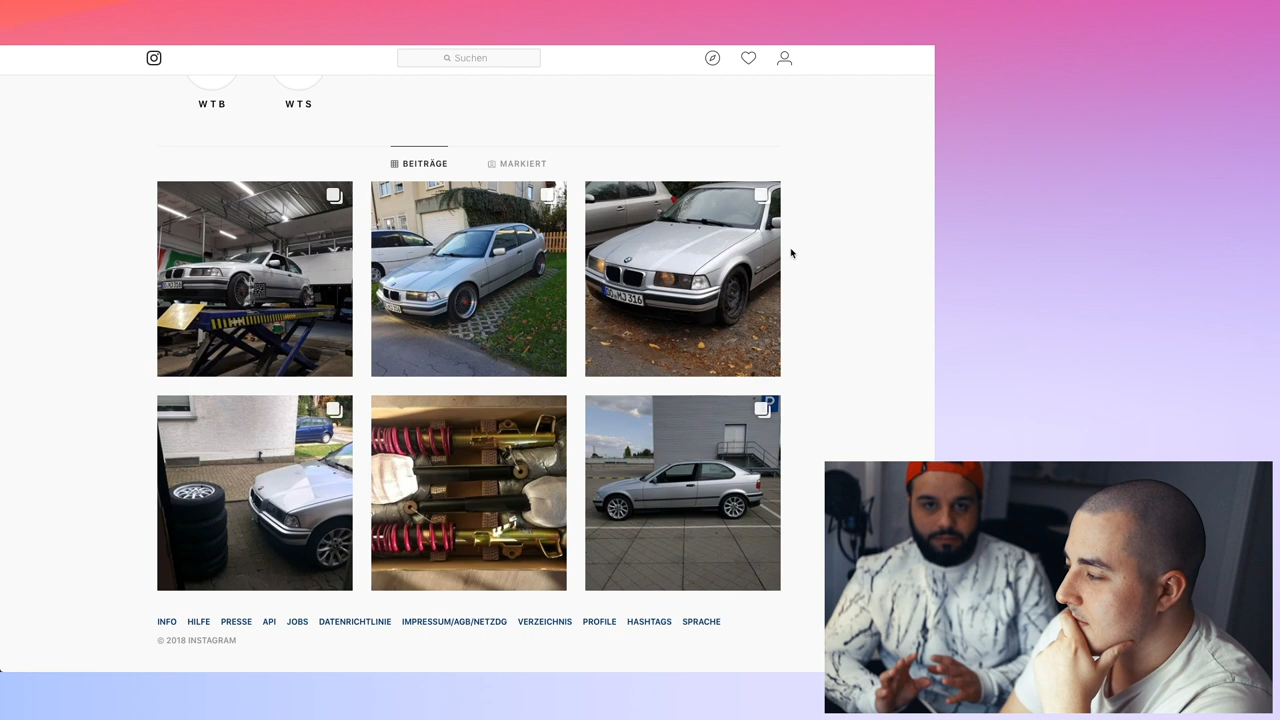 Suchen
WTB
WTS
BEITRÄGE
MARKIERT
P
INFO HILFE PRESSE API JOBS DATENRICHTLINIE IMPRESSUM/AGB/NETZDG VERZEICHNIS PROFILE HASHTAGS SPRACHE
© 2018 INSTAGRAM